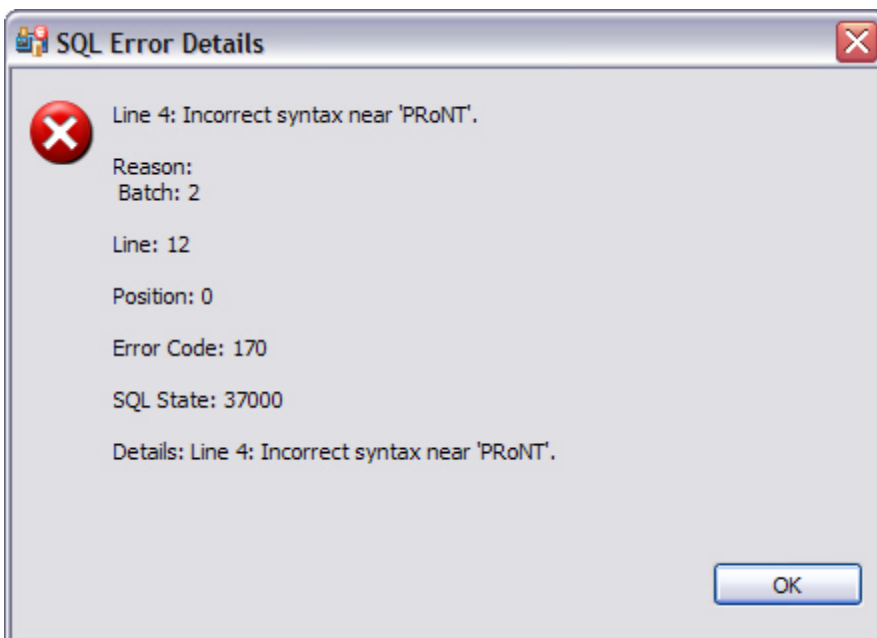 SQL Error Details
Line 4: Incorrect syntax near 'PRoNT'.
Reason:
Batch: 2
Line: 12
Position: 0
Error Code: 170
SQL State: 37000
Details: Line 4: Incorrect syntax near 'PRoNT'.
OK